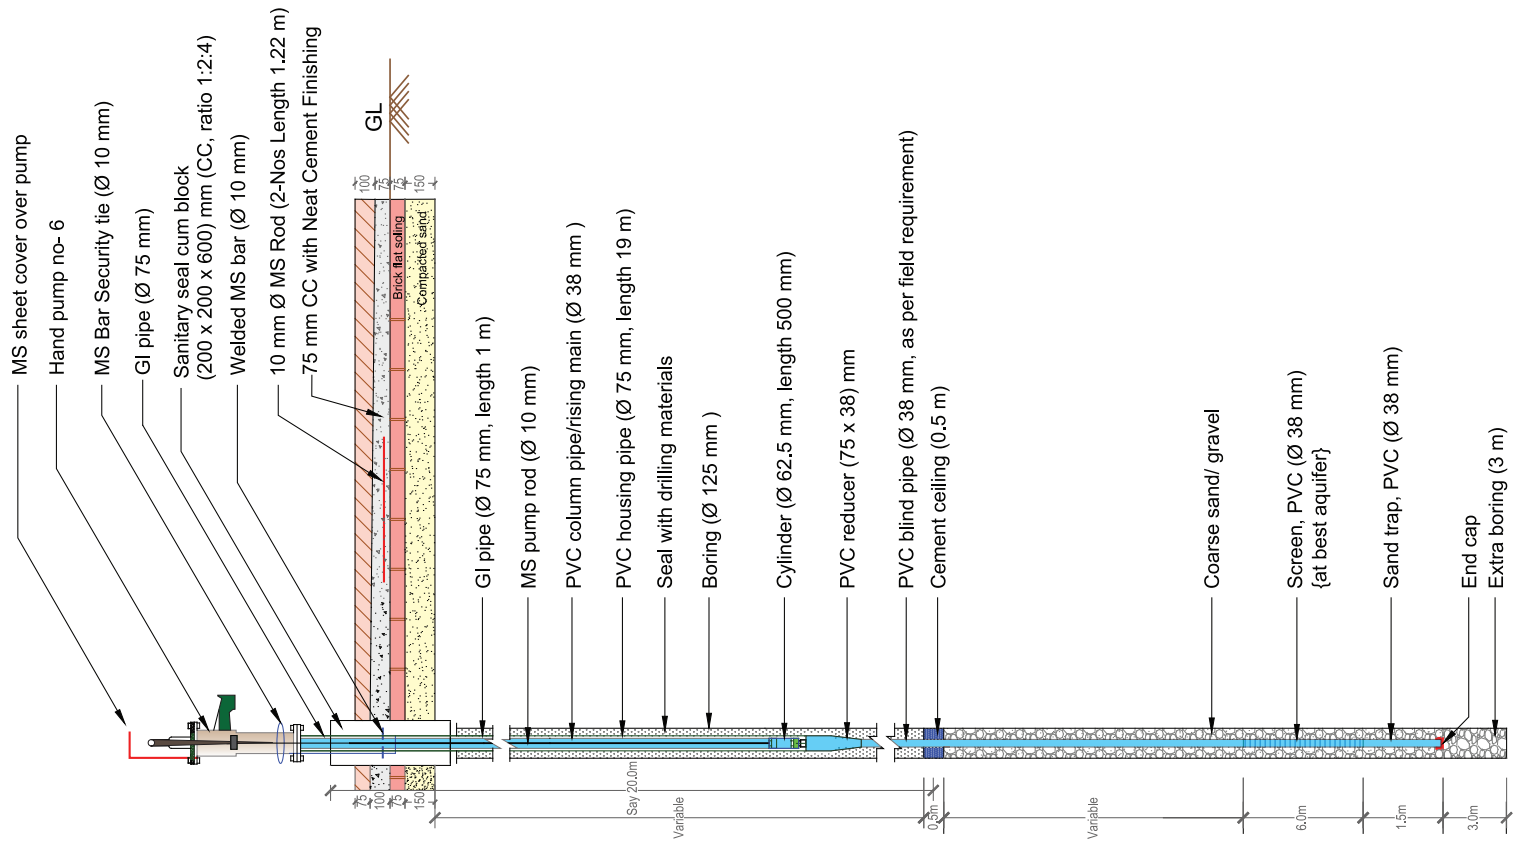 MS sheet cover over pump
Hand pump no- 6
MS Bar Security tie (Ø 10 mm)
GI pipe (Ø 75 mm)
Sanitary seal cum block
(200 x 200 x 600) mm (CC, ratio 1:2:4)
Welded MS bar (Ø 10 mm)
10 mm Ø MS Rod (2-Nos Length 1.22 m)
75 mm CC with Neat Cement Finishing
GL
100
75
75
150
Brick flat soling
Compacted sand
GI pipe (Ø 75 mm, length 1 m)
MS pump rod (Ø 10 mm)
PVC column pipe/rising main (Ø 38 mm )
PVC housing pipe (Ø 75 mm, length 19 m)
Seal with drilling materials
Boring (Ø 125 mm )
Cylinder (Ø 62.5 mm, length 500 mm)
PVC reducer (75 x 38) mm
PVC blind pipe (Ø 38 mm, as per field requirement)
Cement ceiling (0.5 m)
Coarse sand/ gravel
Screen, PVC (Ø 38 mm)
{at best aquifer}
Sand trap, PVC (Ø 38 mm)
End cap
Extra boring (3 m)
75
100
75
150
Say 20.0m
Variable
0.5m
Variable
6.0m
1.5m
3.0m